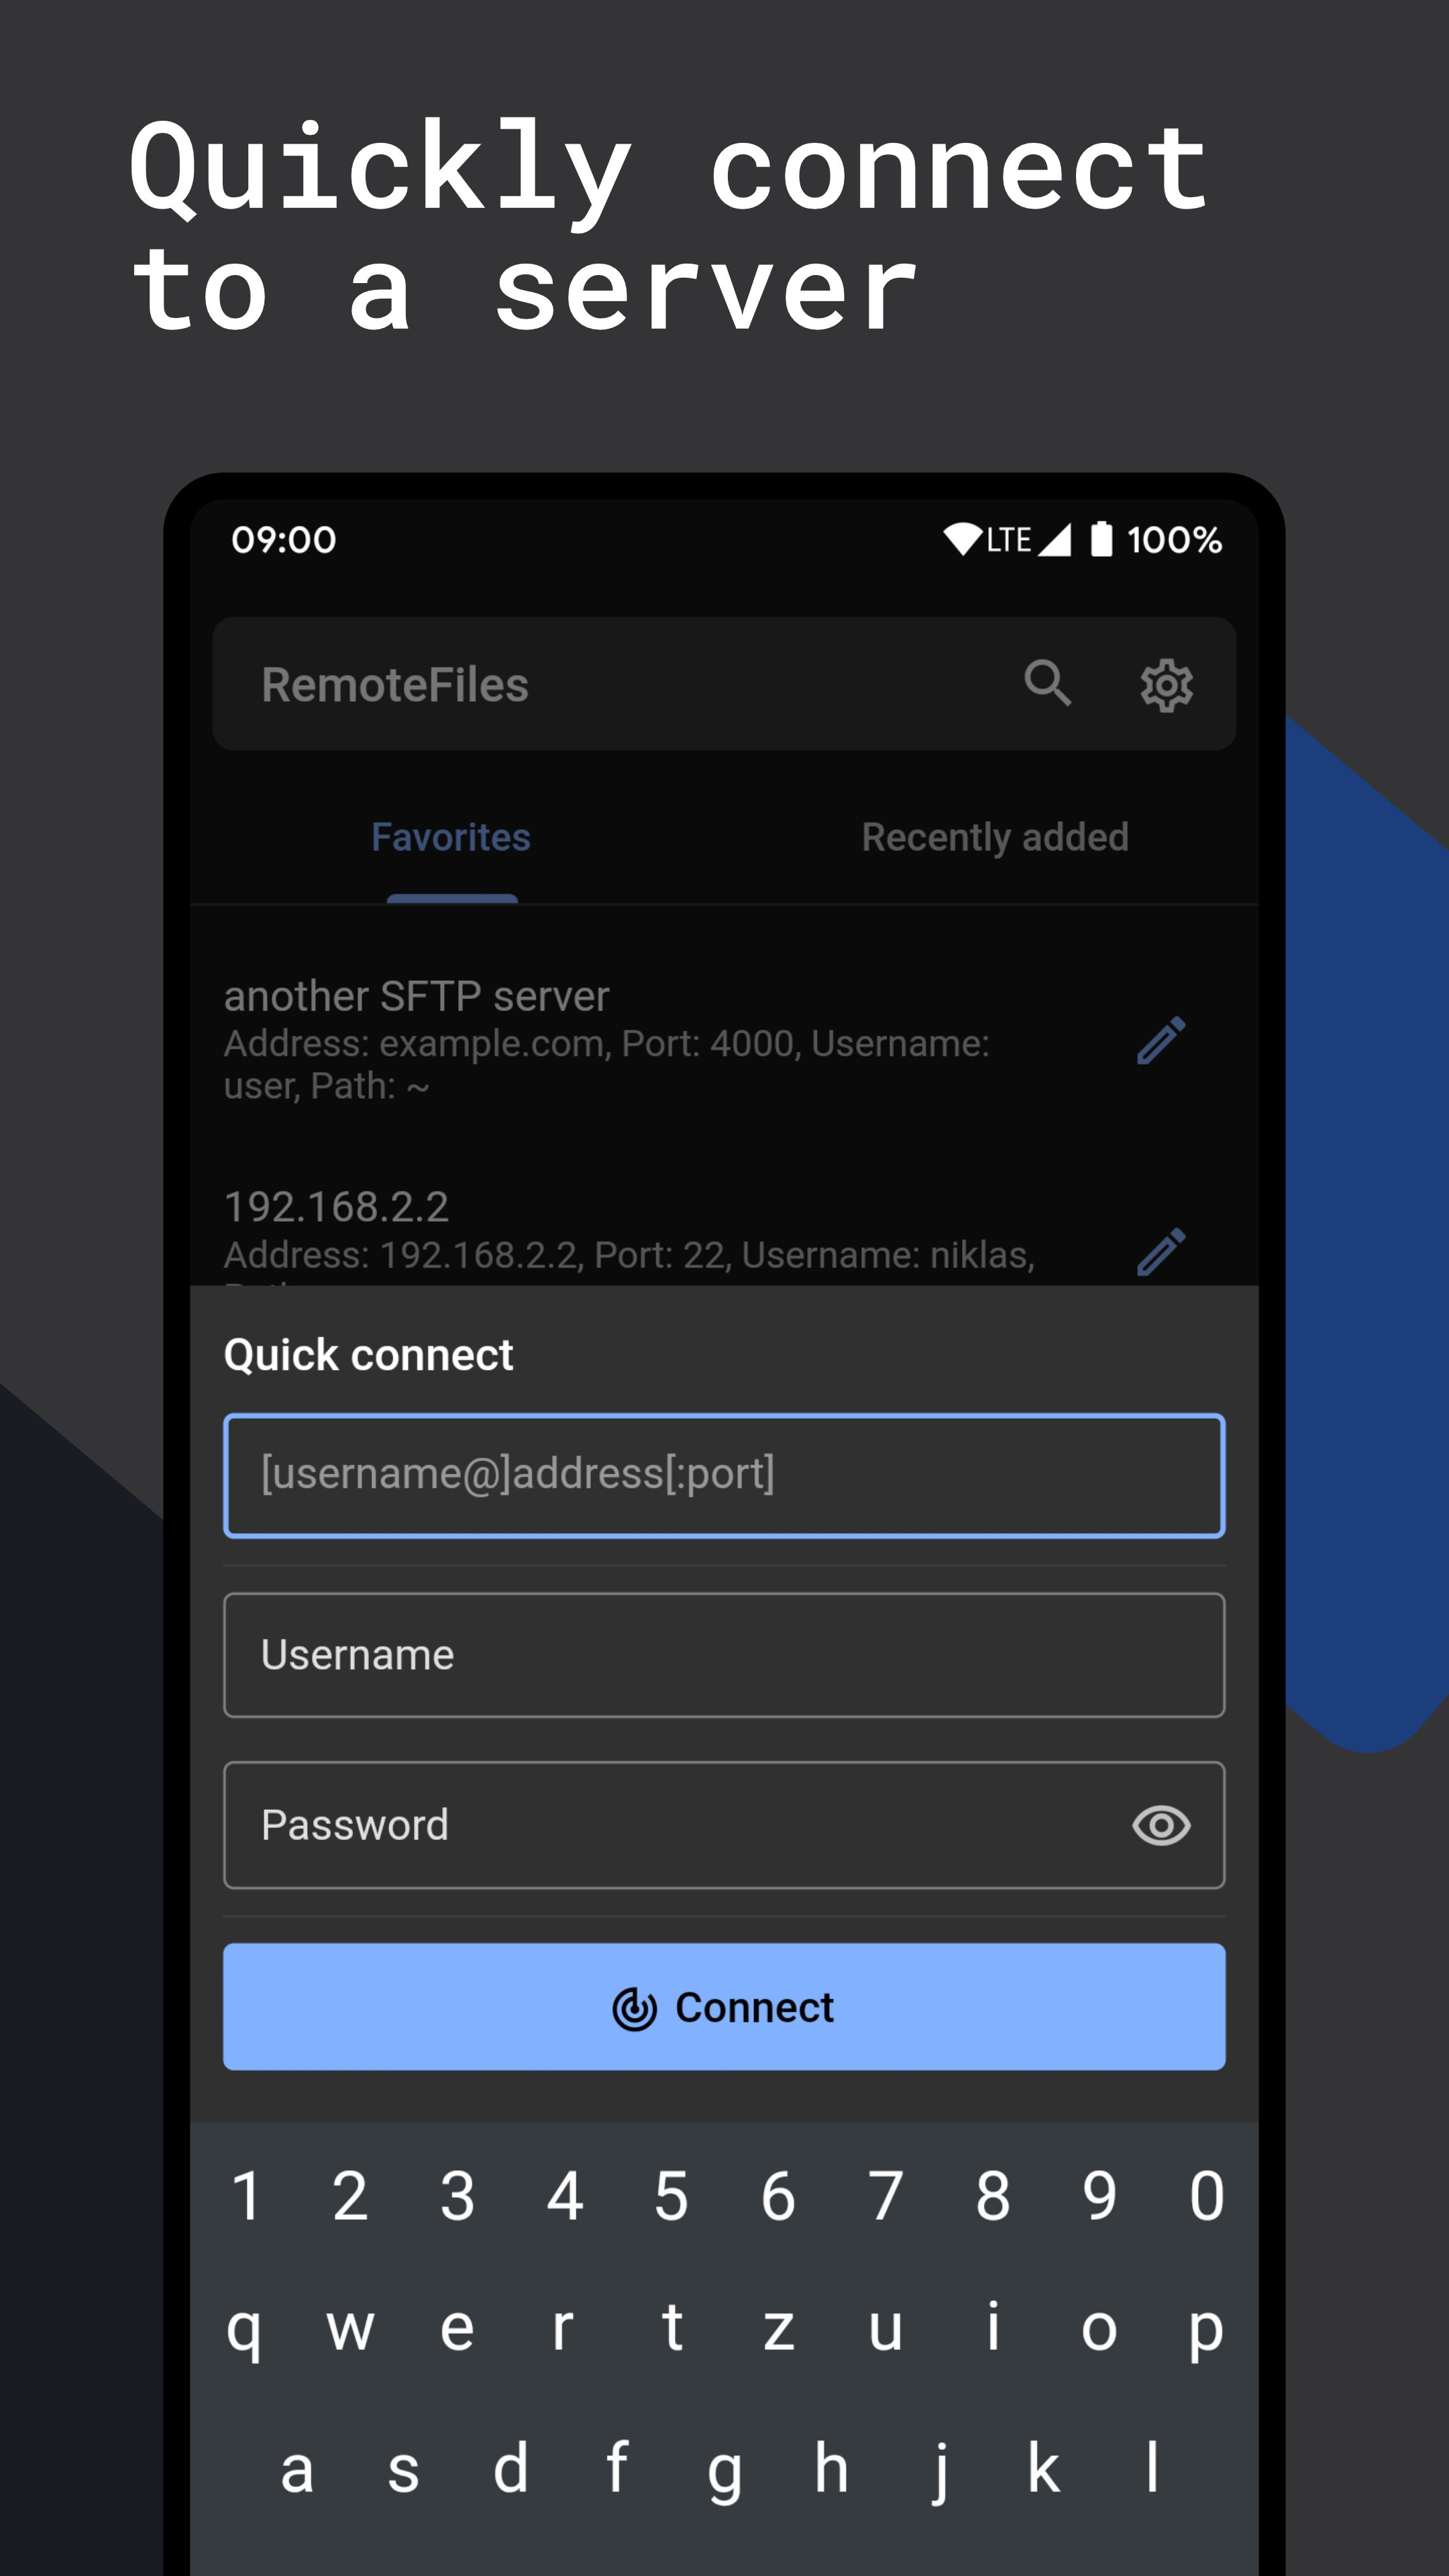 Quickly connect
to a server
09:00 LTE 100%
RemoteFiles
Favorites Recently added
another SFTP server
Address: example.com, Port: 4000, Username:
user, Path: ~
192.168.2.2
Address: 192.168.2.2, Port: 22, Username: niklas,
Quick connect
[username@]address[:port]
Username
Password
Connect
1 2 3 4 5 6 7 8 9 0
q w e r t z u i o p
a s d f g h j k l